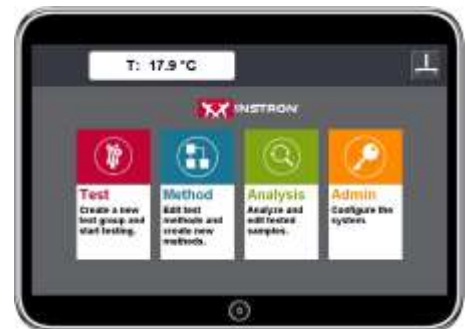 T: 17.9 °C
INSTRON
Test
Create a new
test group and
start testing.
Method
Edit test
methods and
create new
methods.
Analysis
Analyze and
edit tested
samples.
Admin
Configure the
system.